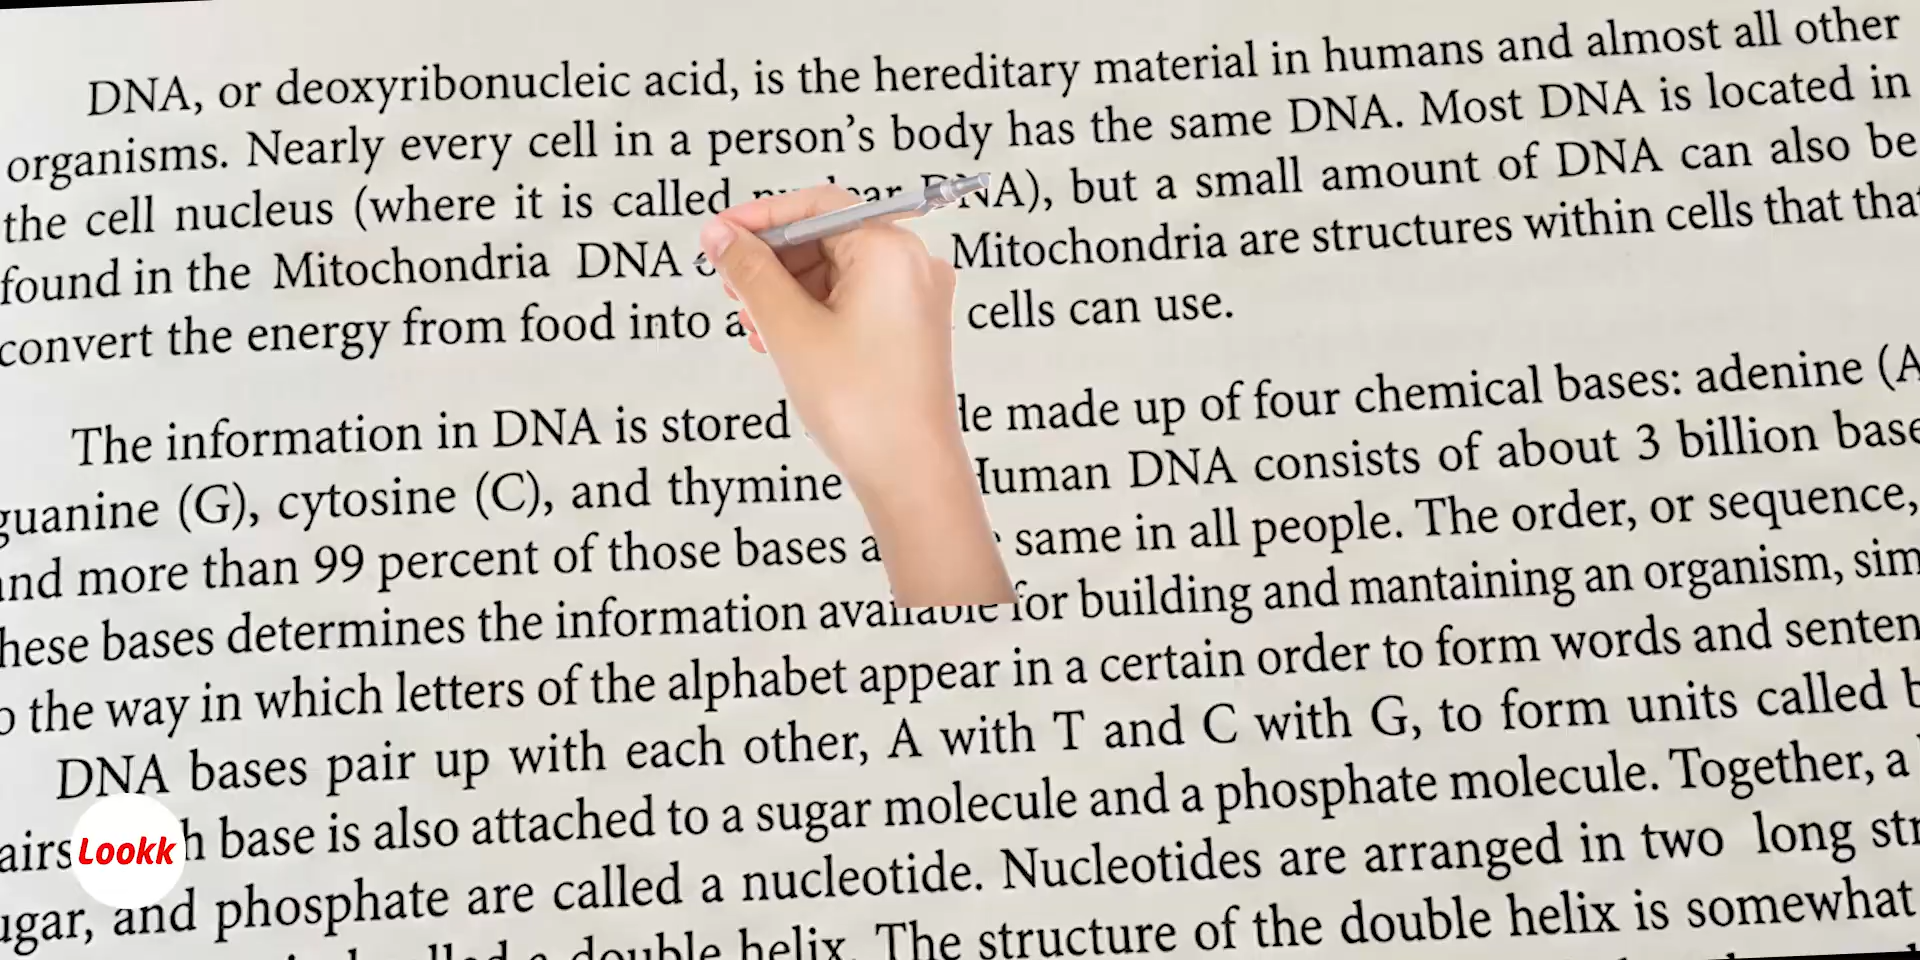 DNA, or deoxyribonucleic acid, is the hereditary material in humans and almost all other
organisms. Nearly every cell in a person's body has the same DNA. Most DNA is located in
the cell nucleus (where it is called DNA), but a small amount of DNA can also be
found in the Mitochondria DNA Mitochondria are structures within cells that that
convert the energy from food into a cells can use.
The information in DNA is stored made up of four chemical bases: adenine (A
guanine (G), cytosine (C), and thymine Human DNA consists of about 3 billion base
and more than 99 percent of those bases same in all people. The order, or sequence,
hese bases determines the information available for building and mantaining an organism, sim
o the way in which letters of the alphabet appear in a certain order to form words and senten
DNA bases pair up with each other, A with T and C with G, to form units called b
airs h base is also attached to a sugar molecule and a phosphate molecule. Together, a
ugar, and phosphate are called a nucleotide. Nucleotides are arranged in two long str
a double helix. The structure of the double helix is somewhat
Lookk